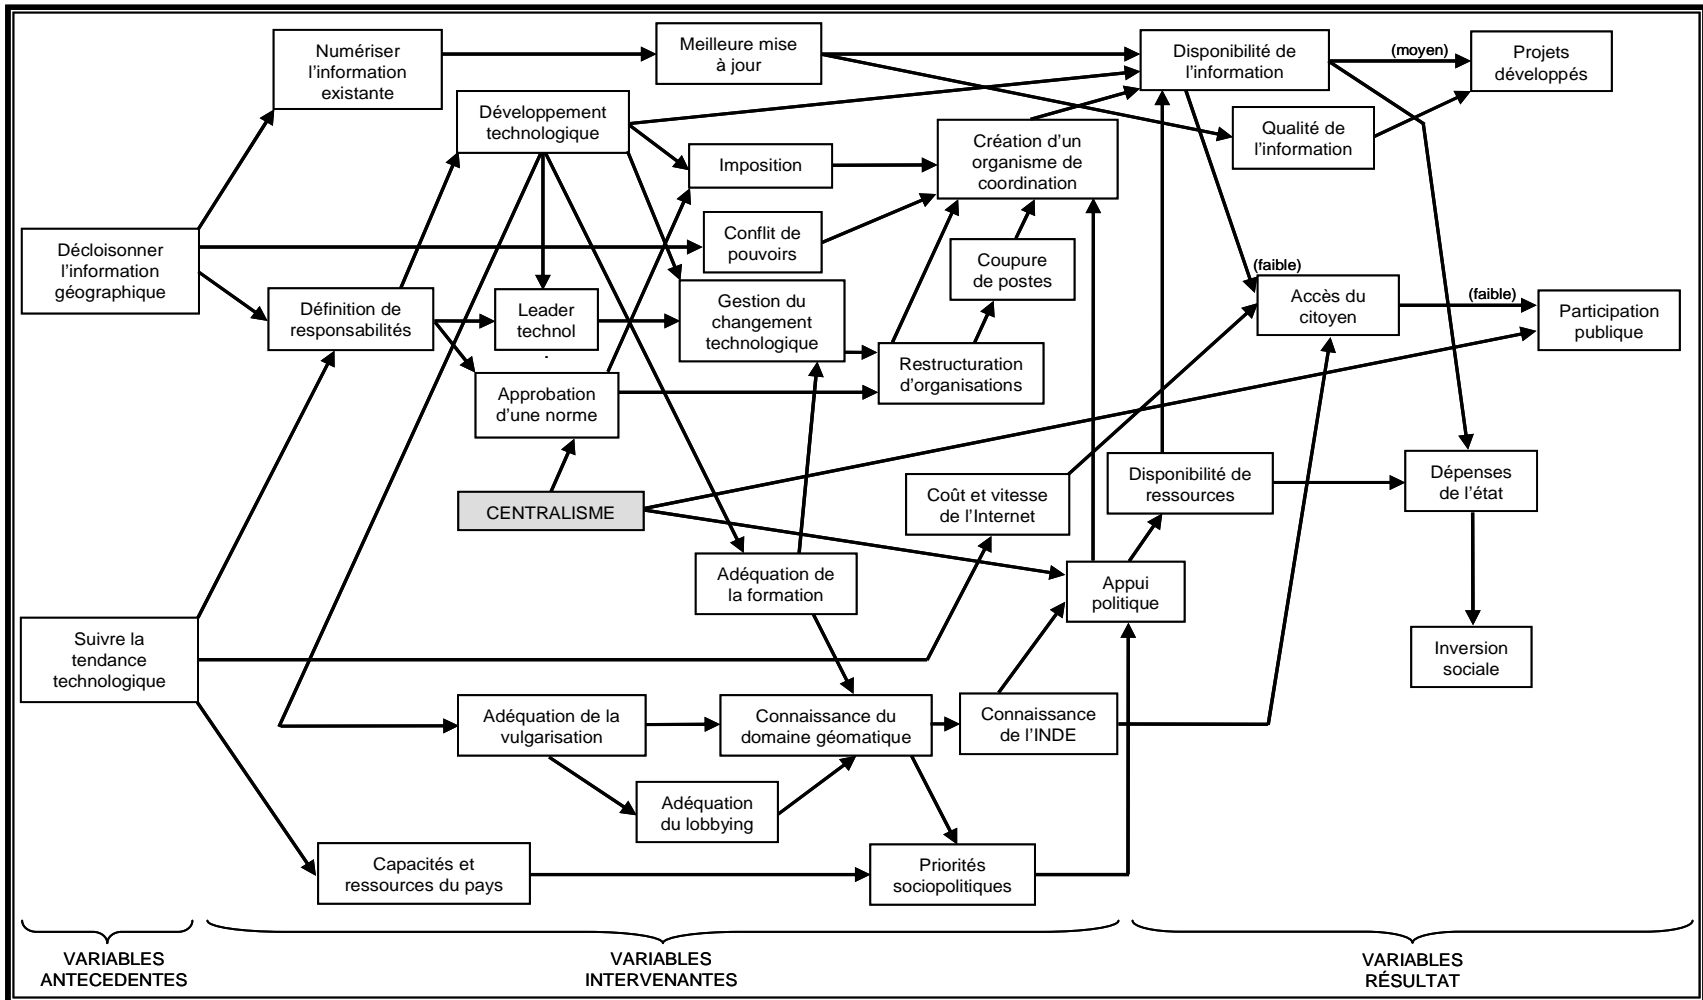 Numériser
l’information
existante
Meilleure mise
à jour
Disponibilité de
l’information
(moyen)
Projets
développés
Développement
technologique
Imposition
Création d’un
organisme de
coordination
Qualité de
l’information
Décloisonner
l’information
géographique
Conflit de
pouvoirs
Coupure
de postes
(faible)
Accès du
citoyen
(faible)
Participation
publique
Définition de
responsabilités
Leader
technol
.
Gestion du
changement
technologique
Restructuration
d’organisations
Approbation
d’une norme
CENTRALISME
Coût et vitesse
de l’Internet
Disponibilité de
ressources
Dépenses
de l’état
Adéquation de
la formation
Appui
politique
Suivre la
tendance
technologique
Inversion
sociale
Adéquation de la
vulgarisation
Connaissance du
domaine géomatique
Connaissance
de l’INDE
Adéquation
du lobbying
Capacités et
ressources du pays
Priorités
sociopolitiques
VARIABLES
ANTECEDENTES
VARIABLES
INTERVENANTES
VARIABLES
RÉSULTAT